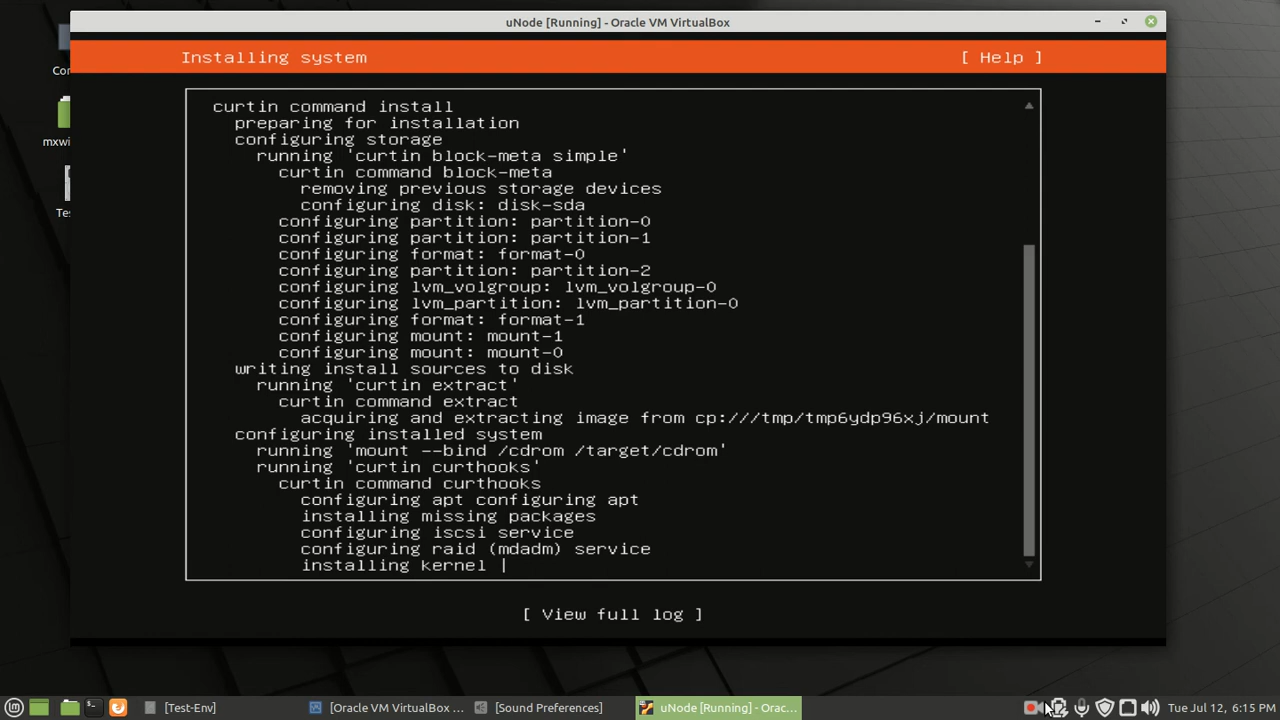 uNode [Running] - Oracle VM VirtualBox
Installing system
[ Help ]
curtin command install
preparing for installation
configuring storage
running 'curtin block-meta simple'
curtin command block-meta
removing previous storage devices
configuring disk: disk-sda
configuring partition: partition-0
configuring partition: partition-1
configuring format: format-0
configuring partition: partition-2
configuring lvm_volgroup: lvm_volgroup-0
configuring lvm_partition: lvm_partition-0
configuring format: format-1
configuring mount: mount-1
configuring mount: mount-0
writing install sources to disk
running 'curtin extract'
curtin command extract
acquiring and extracting image from cp:///tmp/tmp6ydp96xj/mount
configuring installed system
running 'mount --bind /cdrom /target/cdrom'
running 'curtin curthooks'
curtin command curthooks
configuring apt configuring apt
installing missing packages
configuring iscsi service
configuring raid (mdadm) service
installing kernel |
[ View full log ]
Co
mxwi
Tes
[Test-Env]
[Oracle VM VirtualBox ...
[Sound Preferences]
uNode [Running] - Orac...
Tue Jul 12, 6:15 PM